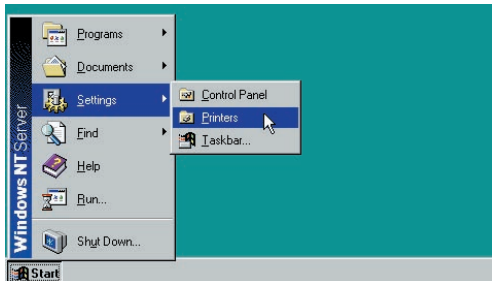 Windows NT Server
Programs
Documents
Settings
Find
Help
Run...
Shut Down...
Control Panel
Printers
Taskbar...
Start